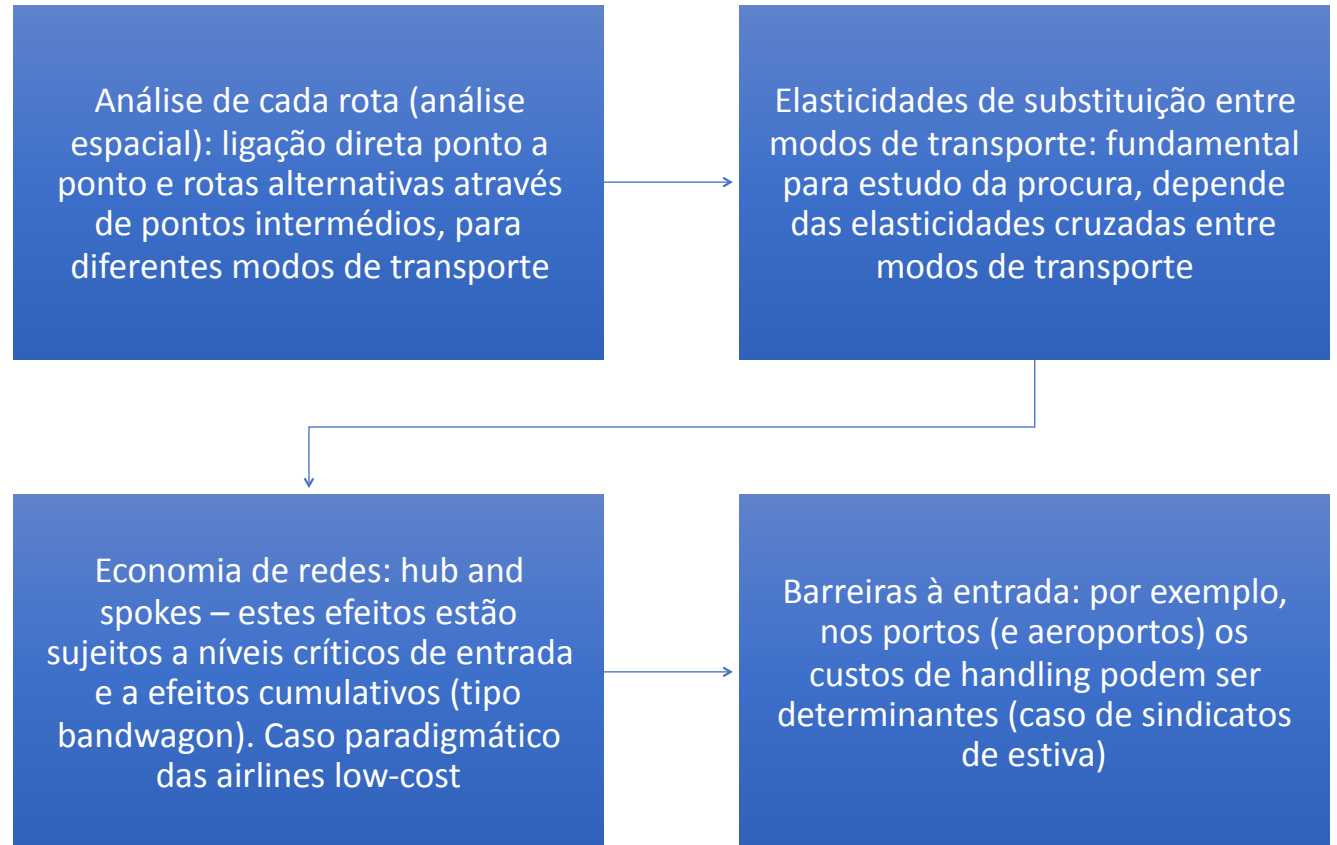 Análise de cada rota (análise
espacial): ligação direta ponto a
ponto e rotas alternativas através
de pontos intermédios, para
diferentes modos de transporte
Elasticidades de substituição entre
modos de transporte: fundamental
para estudo da procura, depende
das elasticidades cruzadas entre
modos de transporte
Economia de redes: hub and
spokes – estes efeitos estão
sujeitos a níveis críticos de entrada
e a efeitos cumulativos (tipo
bandwagon). Caso paradigmático
das airlines low-cost
Barreiras à entrada: por exemplo,
nos portos (e aeroportos) os
custos de handling podem ser
determinantes (caso de sindicatos
de estiva)